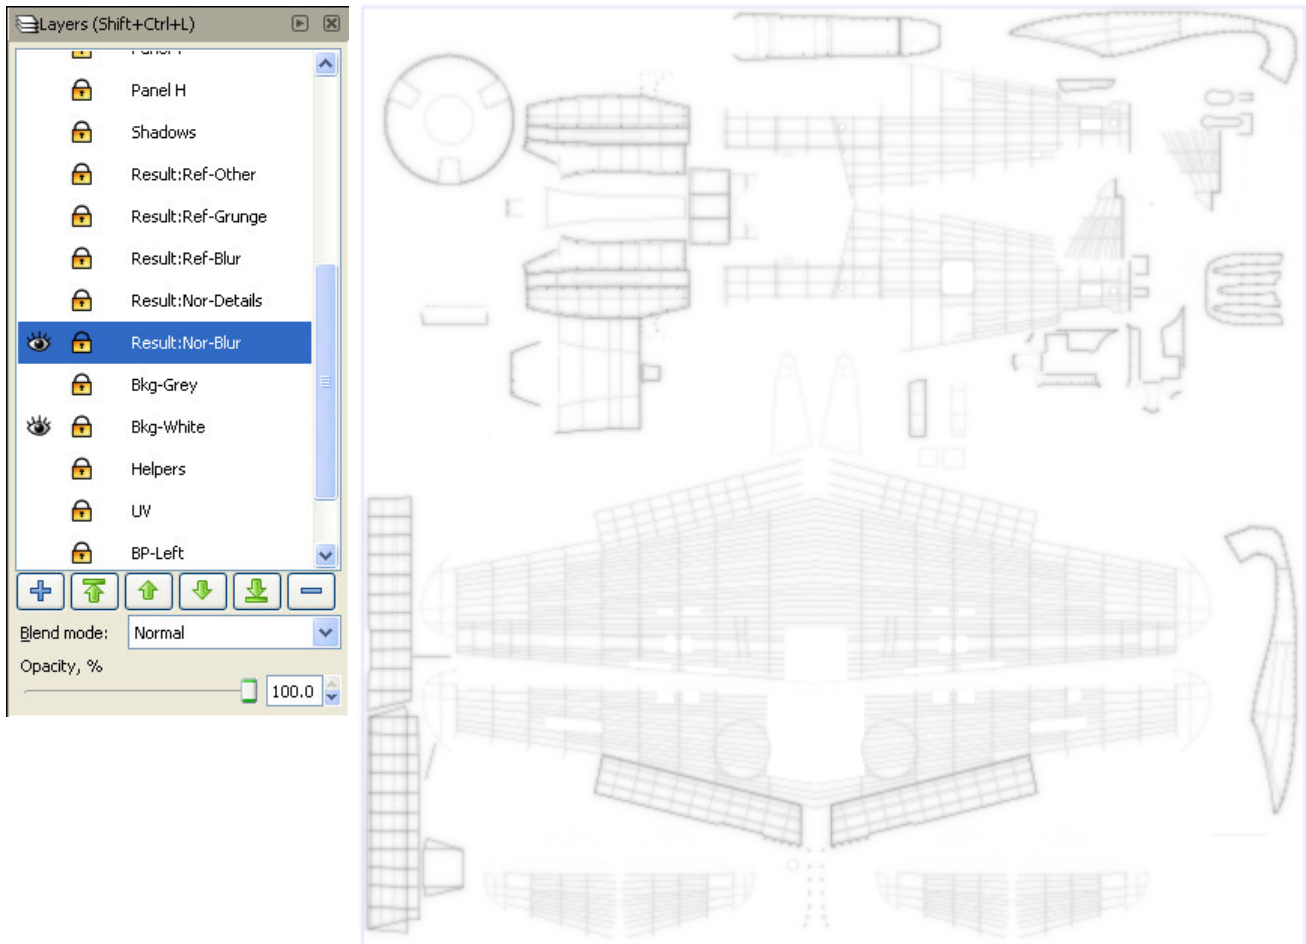 Layers (Shift+Ctrl+L)
Panel H
Shadows
Result:Ref-Other
Result:Ref-Grunge
Result:Ref-Blur
Result:Nor-Details
Result:Nor-Blur
Bkg-Grey
Bkg-White
Helpers
UV
BP-Left
Blend mode: Normal
Opacity, %
100.0